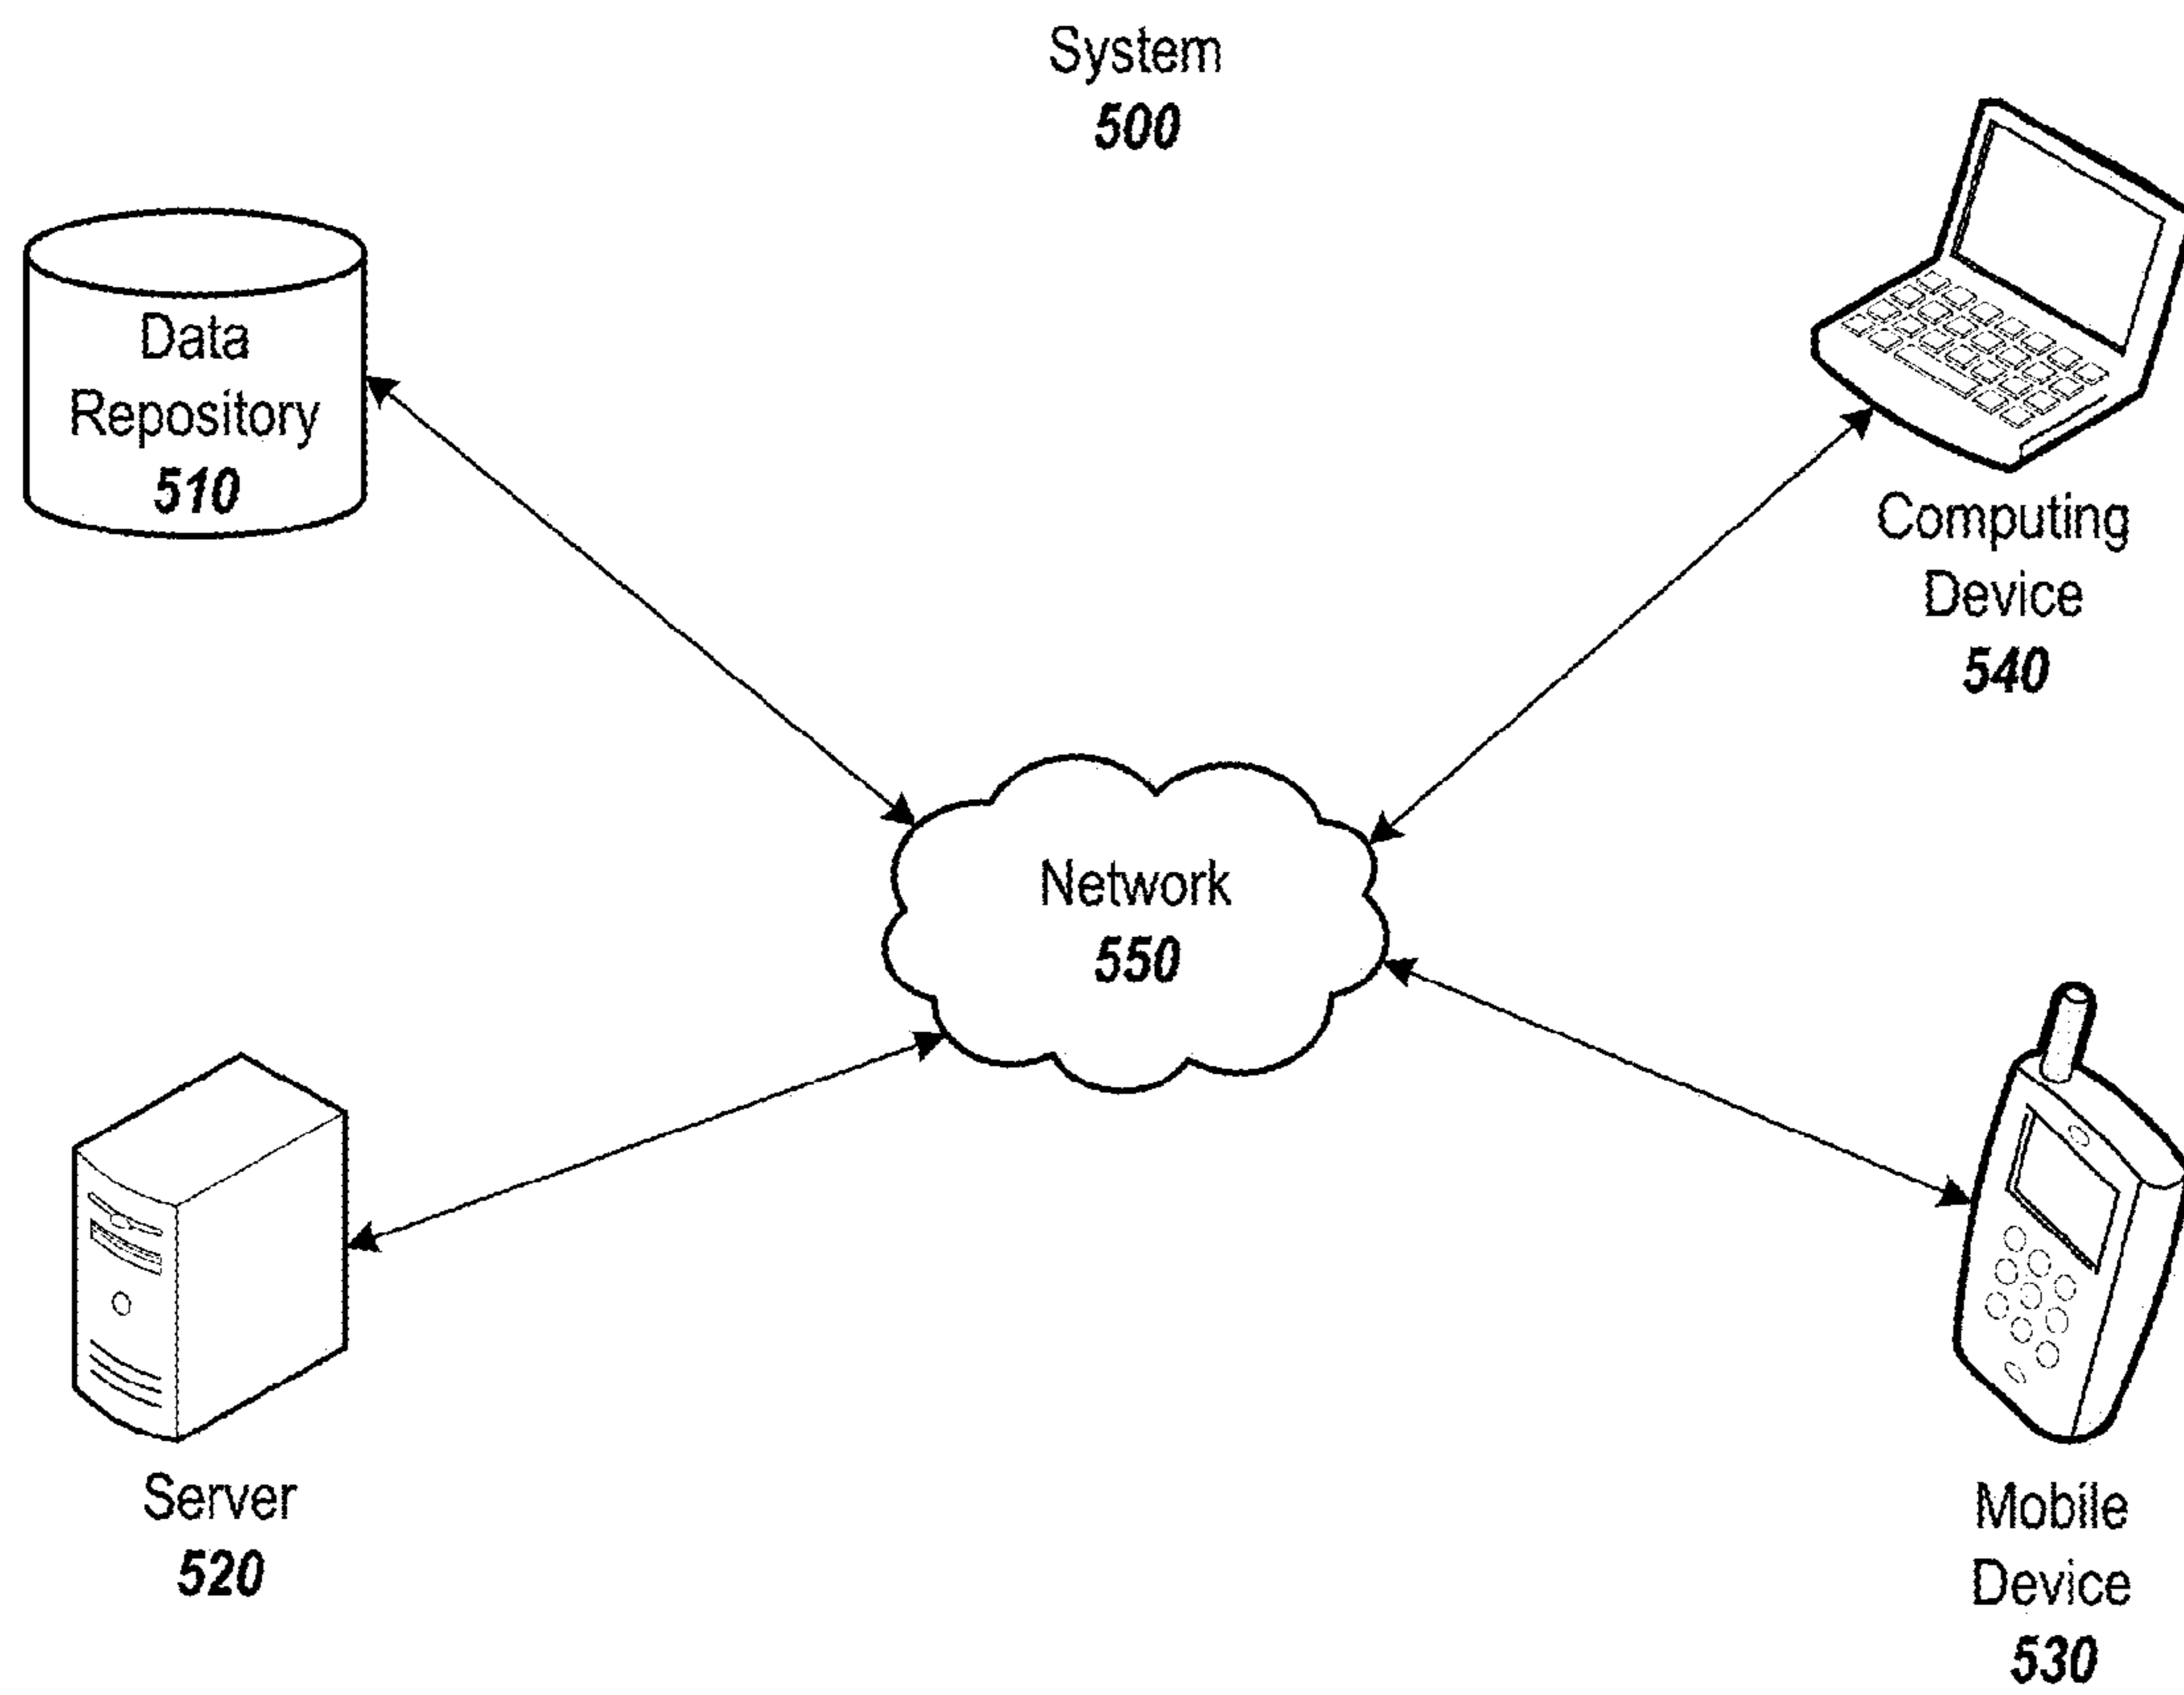 System
500
Data
Repository
510
Computing
Device
540
Network
550
Server
520
Mobile
Device
530